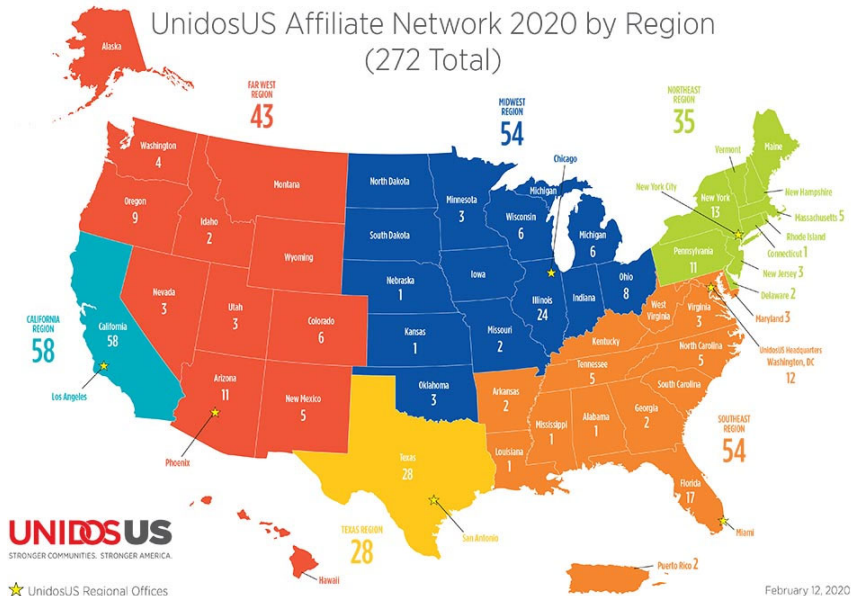 UnidosUS Affiliate Network 2020 by Region
(272 Total)
Alaska
FAR WEST
REGION
43
MIDWEST
REGION
54
NORTHEAST
REGION
35
Washington
4
Oregon
9
Idaho
2
Montana
Wyoming
Nevada
3
Utah
3
Colorado
6
Arizona
11
New Mexico
5
Phoenix
Hawaii
CALIFORNIA
REGION
58
California
58
Los Angeles
North Dakota
South Dakota
Nebraska
1
Kansas
1
Oklahoma
3
Minnesota
3
Iowa
Missouri
2
Wisconsin
6
Michigan
Michigan
6
Chicago
Illinois
24
Indiana
Ohio
8
Maine
Vermont
New Hampshire
New York City
New York
13
Massachusetts 5
Rhode Island
Connecticut 1
Pennsylvania
11
New Jersey 3
Delaware 2
Maryland 3
West
Virginia
Virginia
3
UnidosUS Headquarters
Washington, DC
12
Kentucky
Tennessee
5
North Carolina
5
South Carolina
Arkansas
2
Louisiana
1
Mississippi
1
Alabama
1
Georgia
2
SOUTHEAST
REGION
54
Florida
17
Miami
Puerto Rico 2
Texas
28
San Antonio
TEXAS REGION
28
UNIDOSUS
STRONGER COMMUNITIES. STRONGER AMERICA.
UnidosUS Regional Offices
February 12, 2020